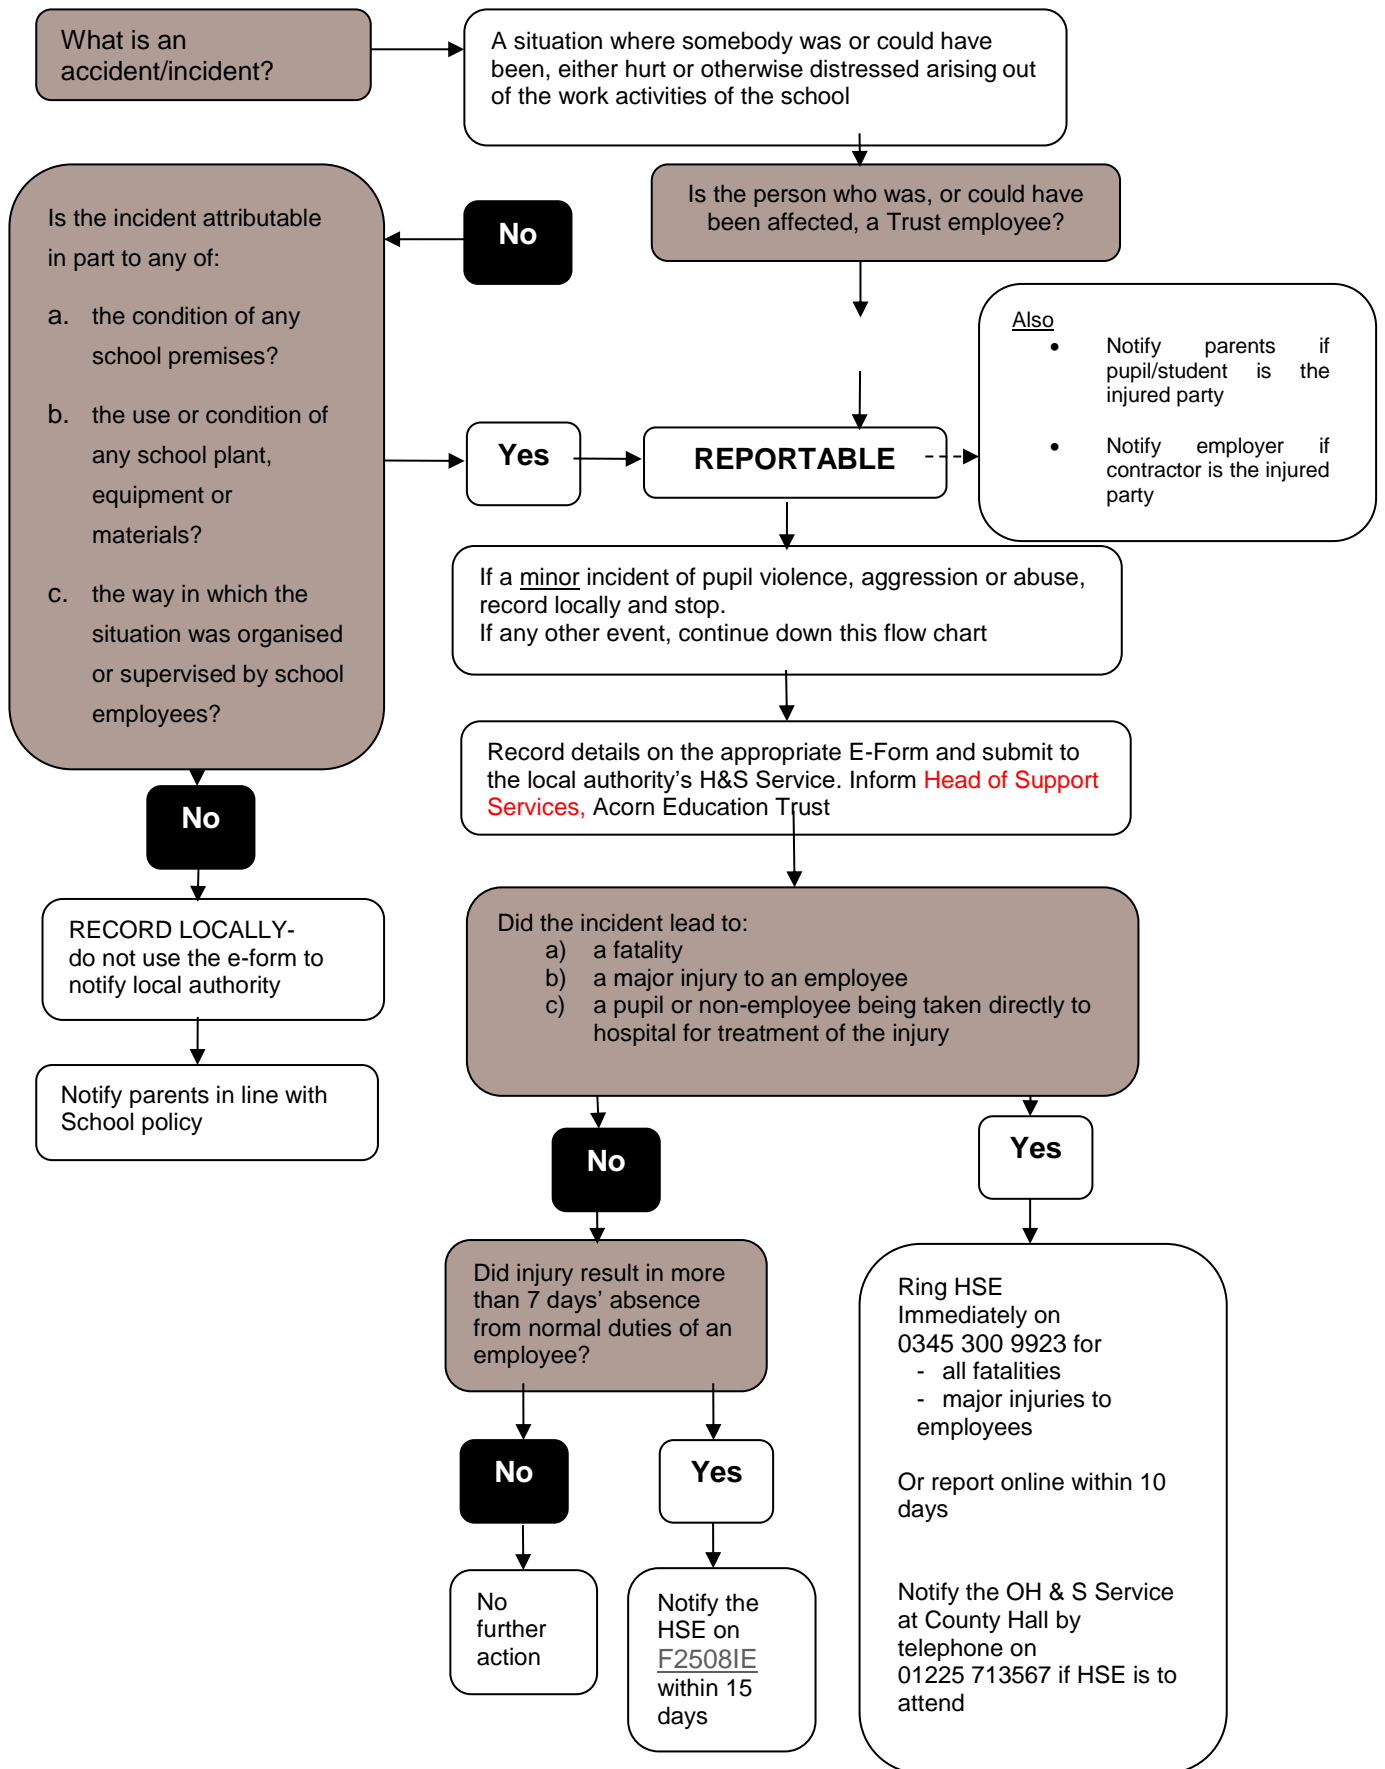 What is an
accident/incident?
A situation where somebody was or could have
been, either hurt or otherwise distressed arising out
of the work activities of the school
Is the person who was, or could have
been affected, a Trust employee?
No
Is the incident attributable
in part to any of:
a. the condition of any
school premises?
b. the use or condition of
any school plant,
equipment or
materials?
c. the way in which the
situation was organised
or supervised by school
employees?
Yes
REPORTABLE
Also
• Notify parents if
pupil/student is the
injured party
• Notify employer if
contractor is the injured
party
If a minor incident of pupil violence, aggression or abuse,
record locally and stop.
If any other event, continue down this flow chart
Record details on the appropriate E-Form and submit to
the local authority’s H&S Service. Inform Head of Support
Services, Acorn Education Trust
No
RECORD LOCALLY-
do not use the e-form to
notify local authority
Notify parents in line with
School policy
Did the incident lead to:
a) a fatality
b) a major injury to an employee
c) a pupil or non-employee being taken directly to
hospital for treatment of the injury
No
Yes
Did injury result in more
than 7 days’ absence
from normal duties of an
employee?
No
Yes
No
further
action
Notify the
HSE on
F2508IE
within 15
days
Ring HSE
Immediately on
0345 300 9923 for
- all fatalities
- major injuries to
employees
Or report online within 10
days
Notify the OH & S Service
at County Hall by
telephone on
01225 713567 if HSE is to
attend